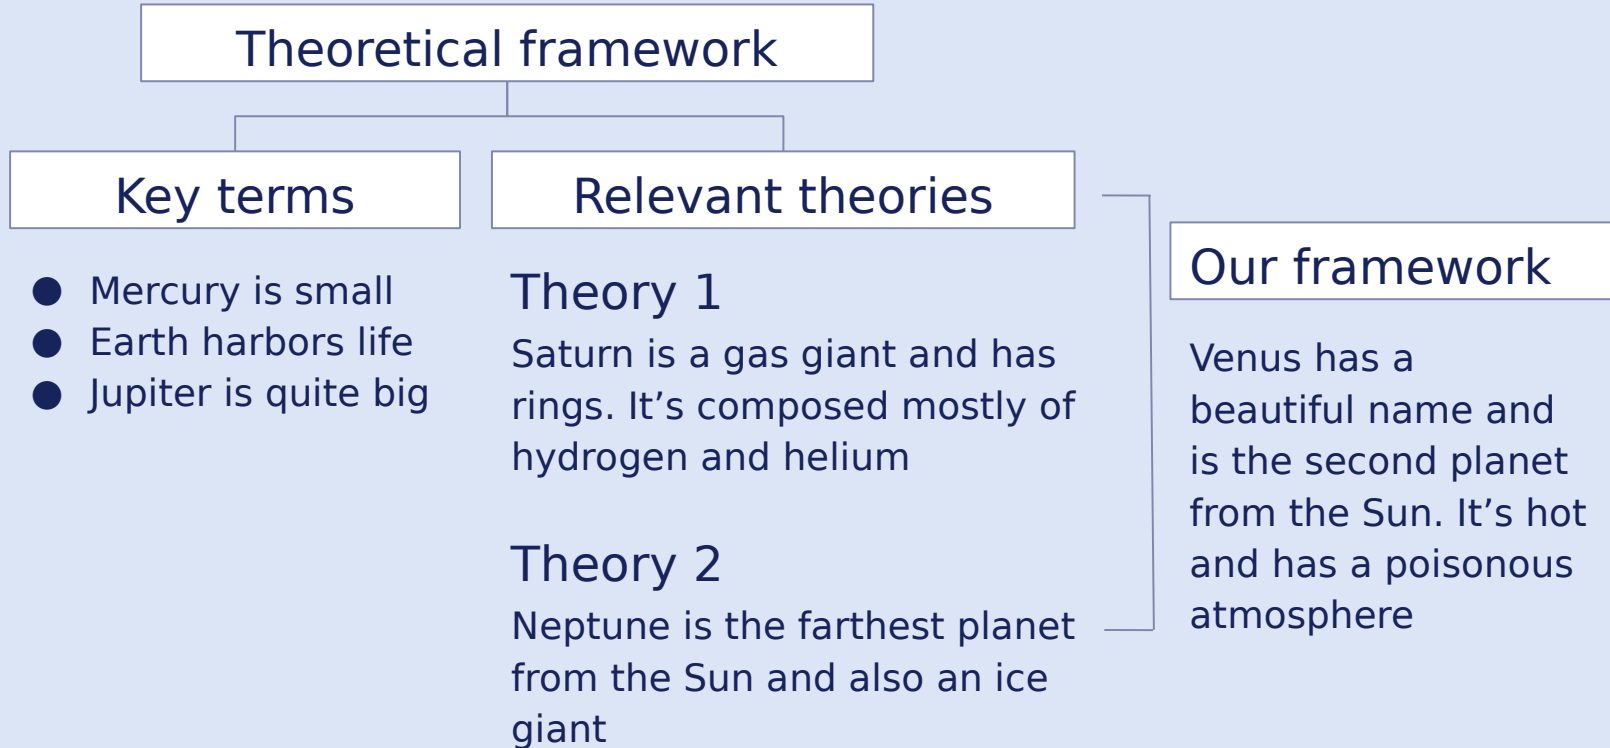 Theoretical framework
Key terms
● Mercury is small
● Earth harbors life
● Jupiter is quite big
Relevant theories
Theory 1
Saturn is a gas giant and has
rings. It’s composed mostly of
hydrogen and helium
Theory 2
Neptune is the farthest planet
from the Sun and also an ice
giant
Our framework
Venus has a
beautiful name and
is the second planet
from the Sun. It’s hot
and has a poisonous
atmosphere